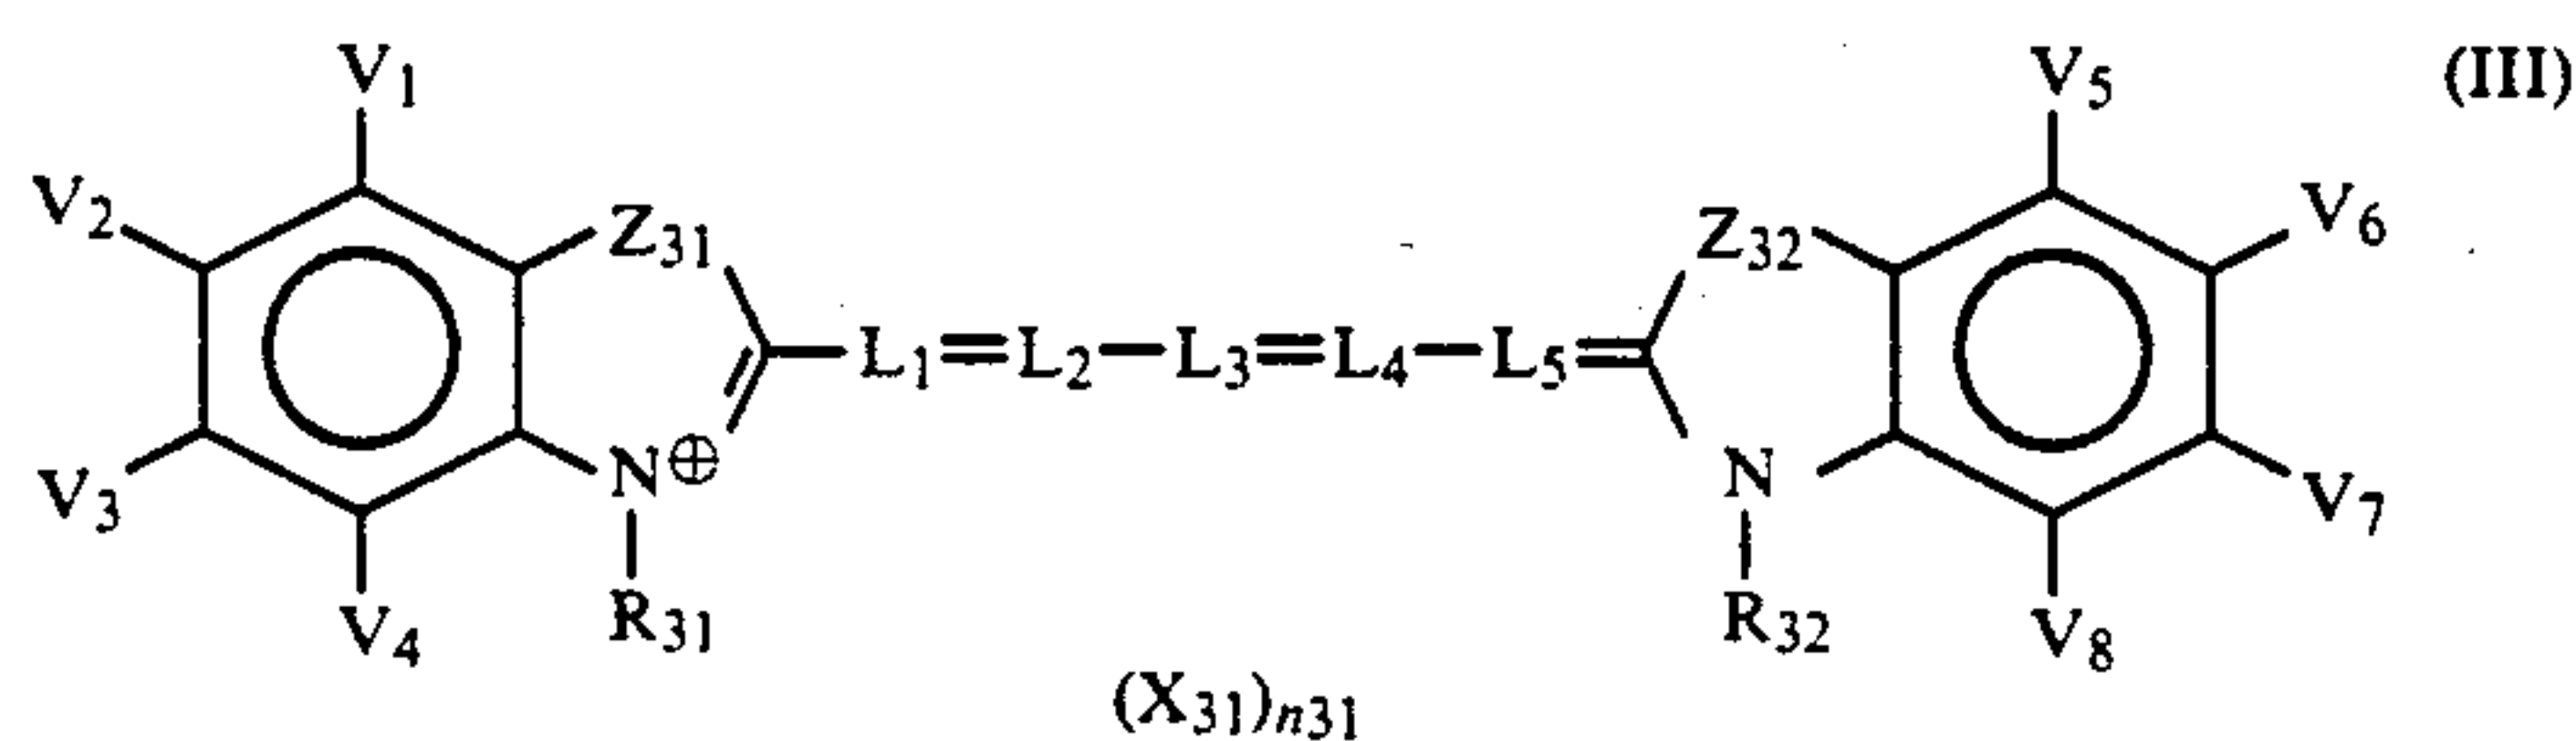 V1 V5 (III)
V2 Z31 Z32 V6
L1=L2—L3=L4—L5=
V3 N⊕ N V7
V4 R31 R32 V8
(X31)n31